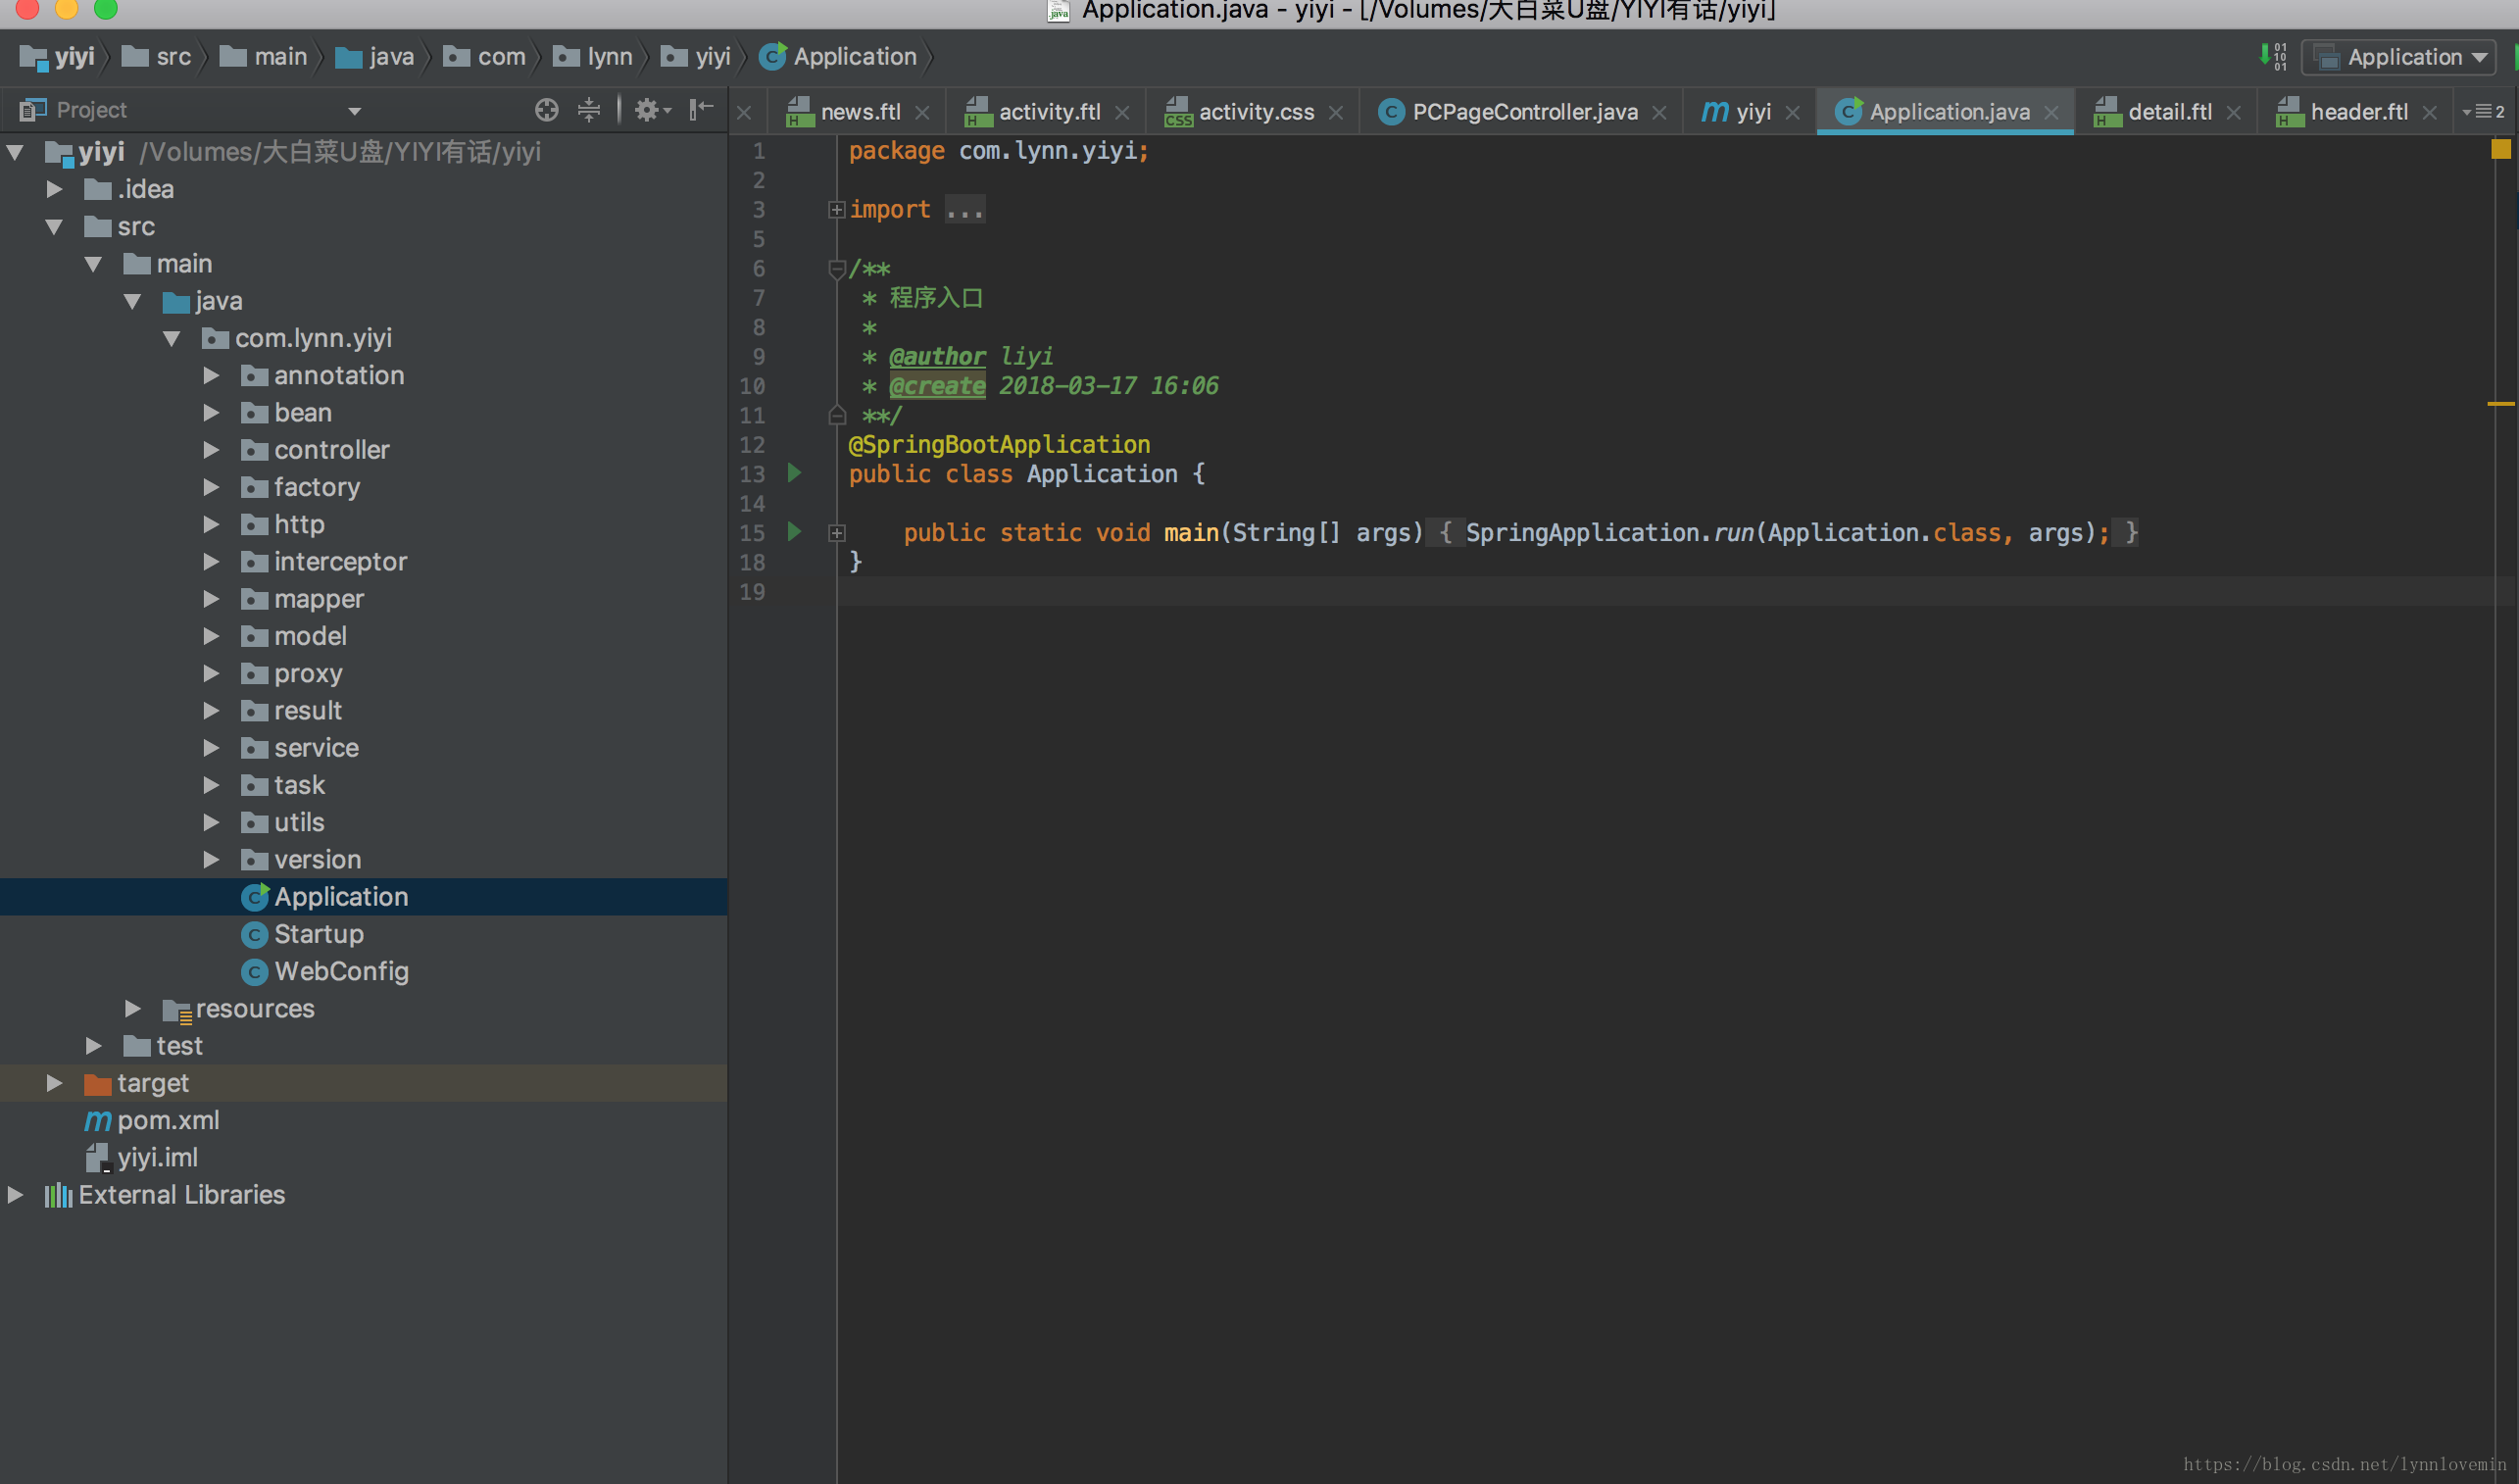 Application.java - yiyi - [/Volumes/大白菜U盘/YIYI有话/yiyi]
yiyi src main java com lynn yiyi Application
Application
Project
news.ftl activity.ftl activity.css PCPageController.java yiyi Application.java detail.ftl header.ftl 2
yiyi /Volumes/大白菜U盘/YIYI有话/yiyi
.idea
src
main
java
com.lynn.yiyi
annotation
bean
controller
factory
http
interceptor
mapper
model
proxy
result
service
task
utils
version
Application
Startup
WebConfig
resources
test
target
pom.xml
yiyi.iml
External Libraries
1 package com.lynn.yiyi;
2
3 import ...
5
6 /**
7 * 程序入口
8 *
9 * @author liyi
10 * @create 2018-03-17 16:06
11 **/
12 @SpringBootApplication
13 public class Application {
14
15 public static void main(String[] args) { SpringApplication.run(Application.class, args); }
18 }
19
https://blog.csdn.net/lynnlovemin